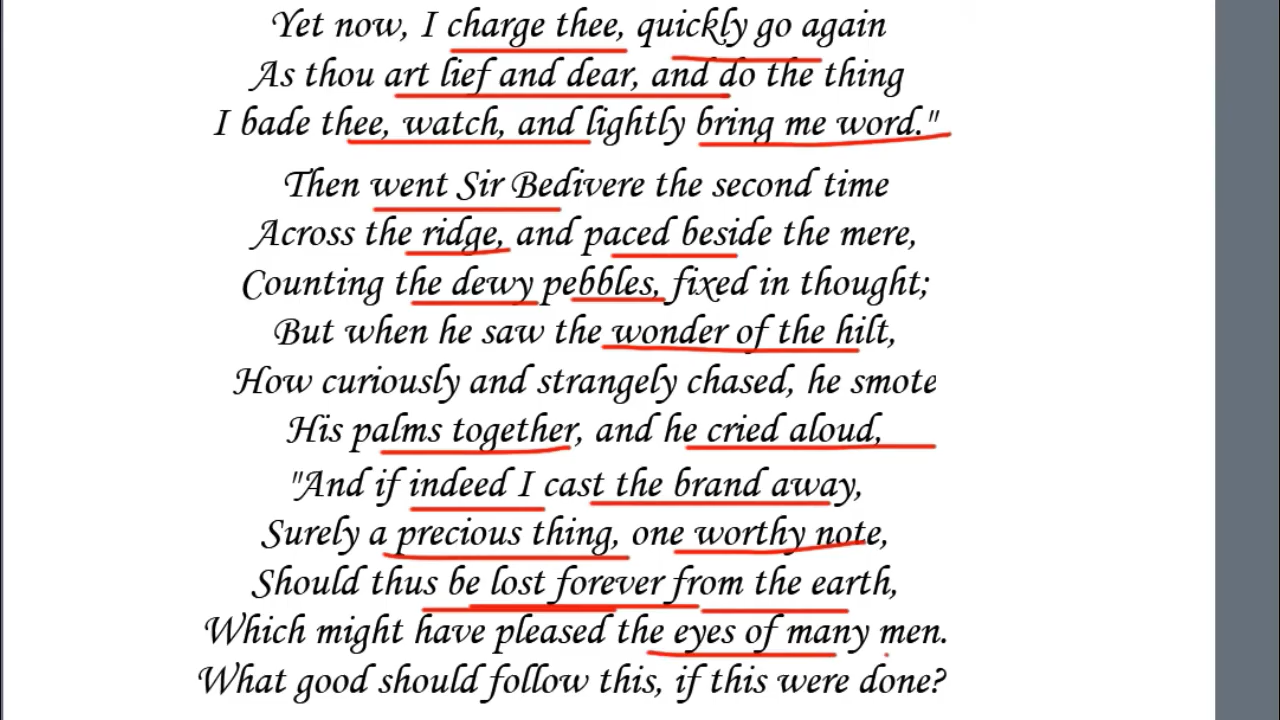 Yet now, I charge thee, quickly go again
As thou art lief and dear, and do the thing
I bade thee, watch, and lightly bring me word."
Then went Sir Bedivere the second time
Across the ridge, and paced beside the mere,
Counting the dewy pebbles, fixed in thought;
But when he saw the wonder of the hilt,
How curiously and strangely chased, he smote
His palms together, and he cried aloud,
"And if indeed I cast the brand away,
Surely a precious thing, one worthy note,
Should thus be lost forever from the earth,
Which might have pleased the eyes of many men.
What good should follow this, if this were done?